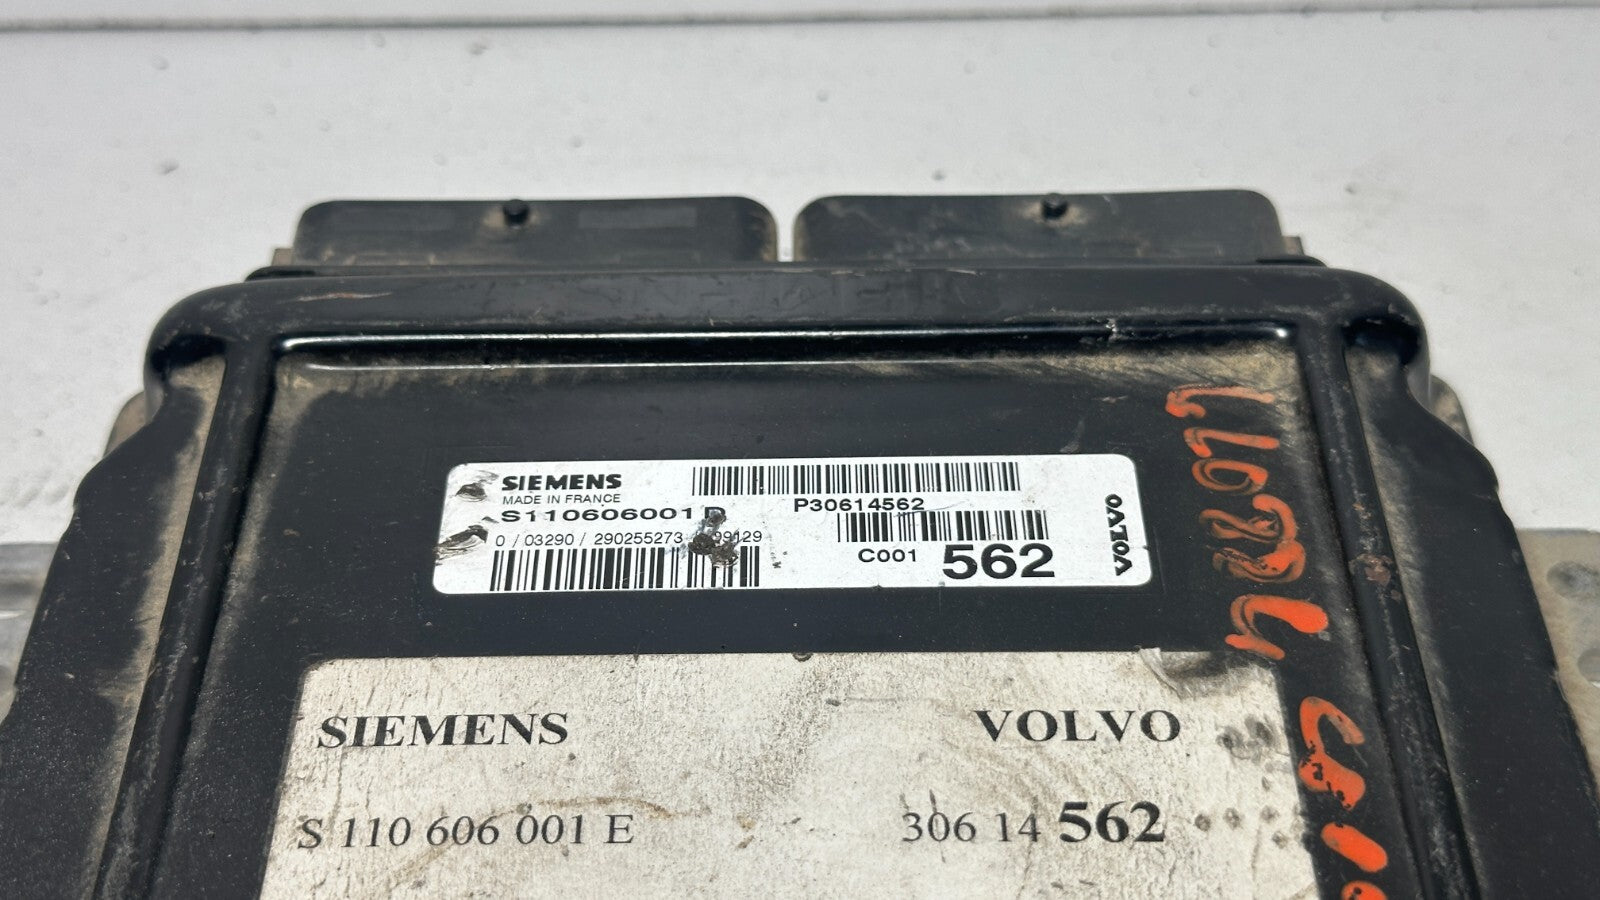 SIEMENS
MADE IN FRANCE
S110606001
P30614562
0 / 03290 / 290255273
C001 562
VOLVO
SIEMENS VOLVO
S 110 606 001 E 306 14 562